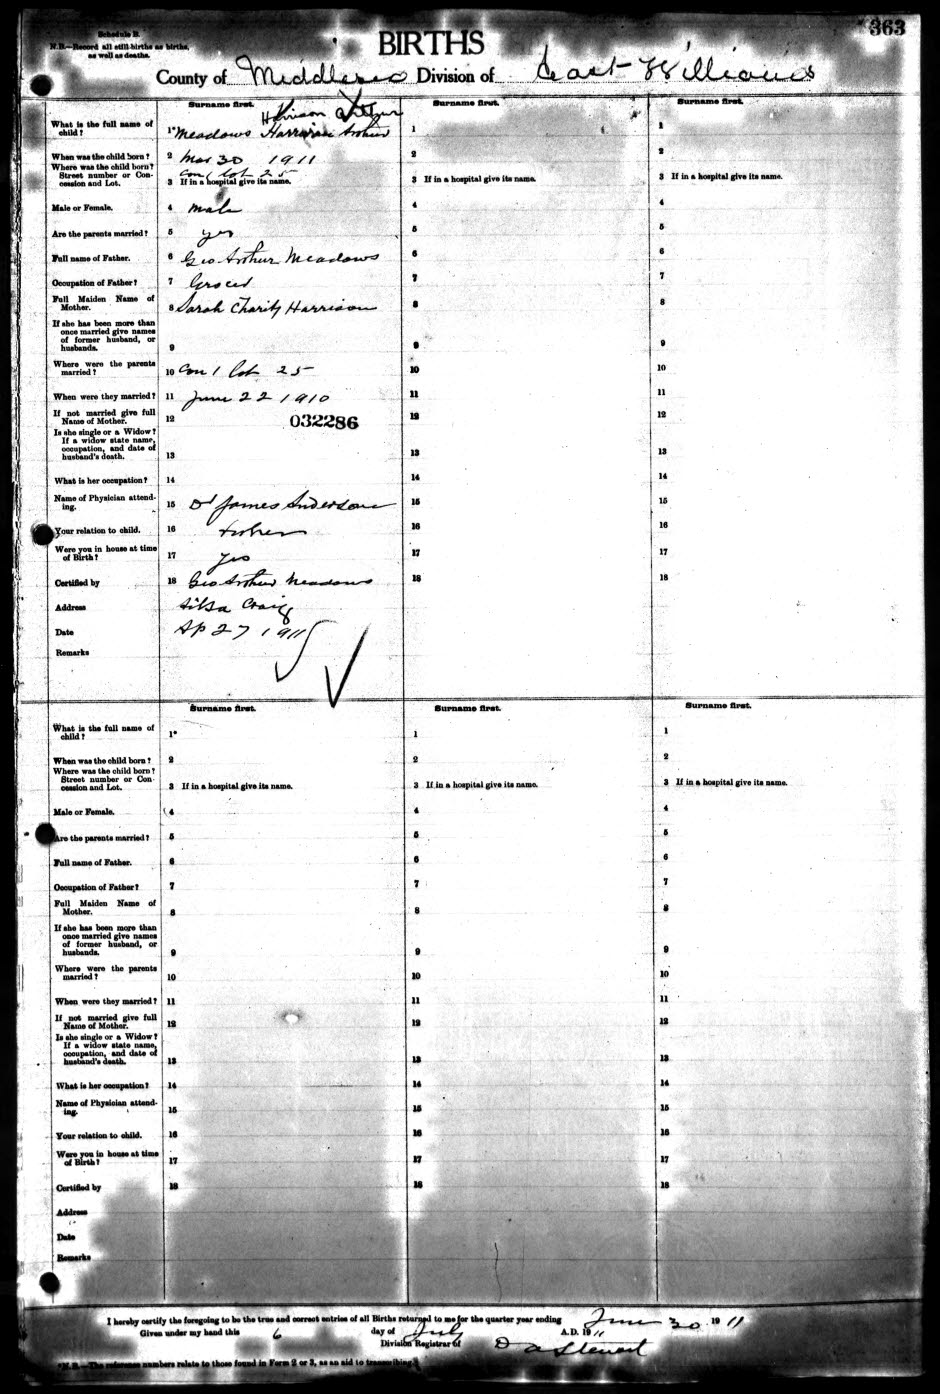 363
Schedule B.
N.B.—Record all still-births as births, as well as deaths.
BIRTHS
County of Middlesex Division of East Williams
Surname first.
Surname first.
Surname first.
Harrison Arthur
What is the full name of child? 1* Meadows Harrison Arthur 1 1
When was the child born? 2 Mar 30 1911 2 2
Where was the child born? Street number or Concession and Lot. con 1 lot 25
3 If in a hospital give its name. 3 If in a hospital give its name. 3 If in a hospital give its name.
Male or Female. 4 male 4 4
Are the parents married? 5 yes 5 5
Full name of Father. 6 Geo Arthur Meadows 6 6
Occupation of Father? 7 Grocer 7 7
Full Maiden Name of Mother. 8 Sarah Charity Harrison 8 8
If she has been more than once married give names of former husband, or husbands. 9 9 9
Where were the parents married? 10 Con 1 lot 25 10 10
When were they married? 11 June 22 1910 11 11
If not married give full Name of Mother. 12 032286 12 12
Is she single or a Widow? If a widow state name, occupation, and date of husband's death. 13 13 13
What is her occupation? 14 14 14
Name of Physician attending. 15 Dr James Anderson 15 15
Your relation to child. 16 father 16 16
Were you in house at time of Birth? 17 yes 17 17
Certified by 18 Geo Arthur Meadows 18 18
Address Ailsa Craig
Date Ap 27 1911
Remarks
Surname first.
Surname first.
Surname first.
What is the full name of child? 1* 1 1
When was the child born? 2 2 2
Where was the child born? Street number or Concession and Lot. 3 If in a hospital give its name. 3 If in a hospital give its name. 3 If in a hospital give its name.
Male or Female. 4 4 4
Are the parents married? 5 5 5
Full name of Father. 6 6 6
Occupation of Father? 7 7 7
Full Maiden Name of Mother. 8 8 8
If she has been more than once married give names of former husband, or husbands. 9 9 9
Where were the parents married? 10 10 10
When were they married? 11 11 11
If not married give full Name of Mother. 12 12 12
Is she single or a Widow? If a widow state name, occupation, and date of husband's death. 13 13 13
What is her occupation? 14 14 14
Name of Physician attending. 15 15 15
Your relation to child. 16 16 16
Were you in house at time of Birth? 17 17 17
Certified by 18 18 18
Address
Date
Remarks
I hereby certify the foregoing to be the true and correct entries of all Births returned to me for the quarter year ending June 30 1911
Given under my hand this 6 day of July A.D. 1911
Division Registrar of D A Stewart
*N.B.—The reference numbers relate to those found in Form 2 or 3, as an aid to transcribing.